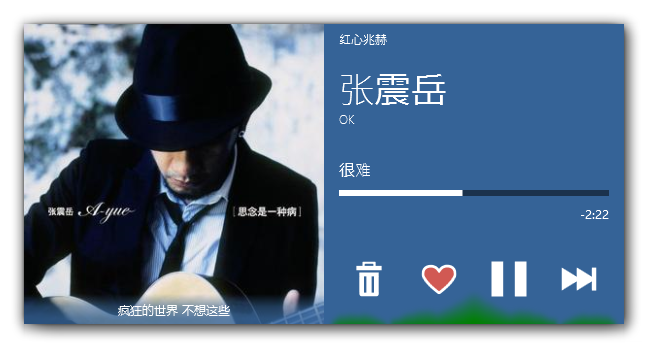 张震岳 A-yue
[思念是一种病]
疯狂的世界 不想这些
红心兆赫
张震岳
OK
很难
-2:22